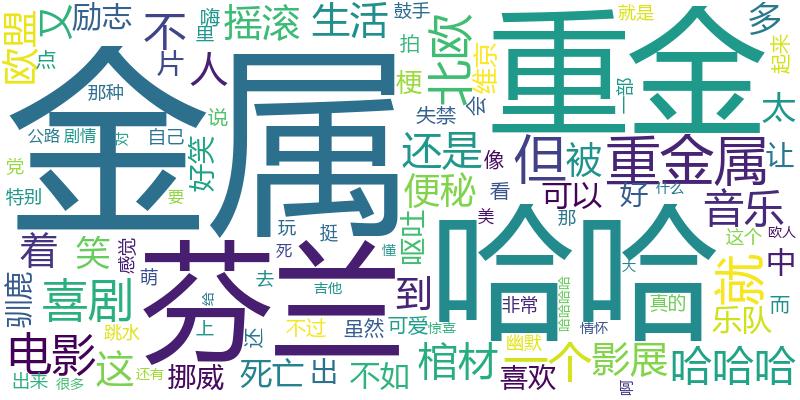 欧盟
又
励志
不
摇滚
生活
鼓手
拍
北欧
维京
重金
就是
多
起来
嗨
里
点
片
人
梗
会
一部
太
那种
金属
失禁
公路
剧情
自己
说
好笑
还是
像
但
被
重金属
让
党
特别
要
便秘
看
可以
好
什么
音乐
着
笑
感觉
玩
挺
呕吐
美
那
这个
欧人
驯鹿
喜剧
萌
芬兰
死
去
懂
吉他
到
哈哈
大
就
中
真的
而
给
非常
哈哈哈哈
乐队
电影
跳水
上
还
不过
虽然
可爱
惊喜
幽默
情怀
这
挪威
死亡
出
不如
棺材
一个
喜欢
影展
哈哈哈
出来
很多
还有